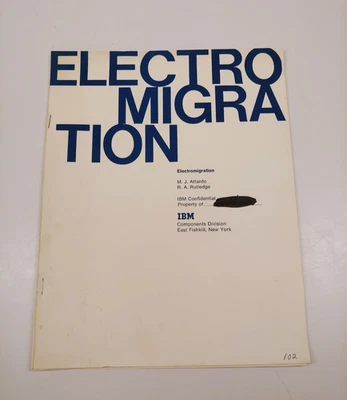 ELECTRO
MIGRA
TION
Electromigration
M. J. Attardo
R. A. Rutledge
IBM Confidential
Property of
IBM
Components Division
East Fishkill, New York
102